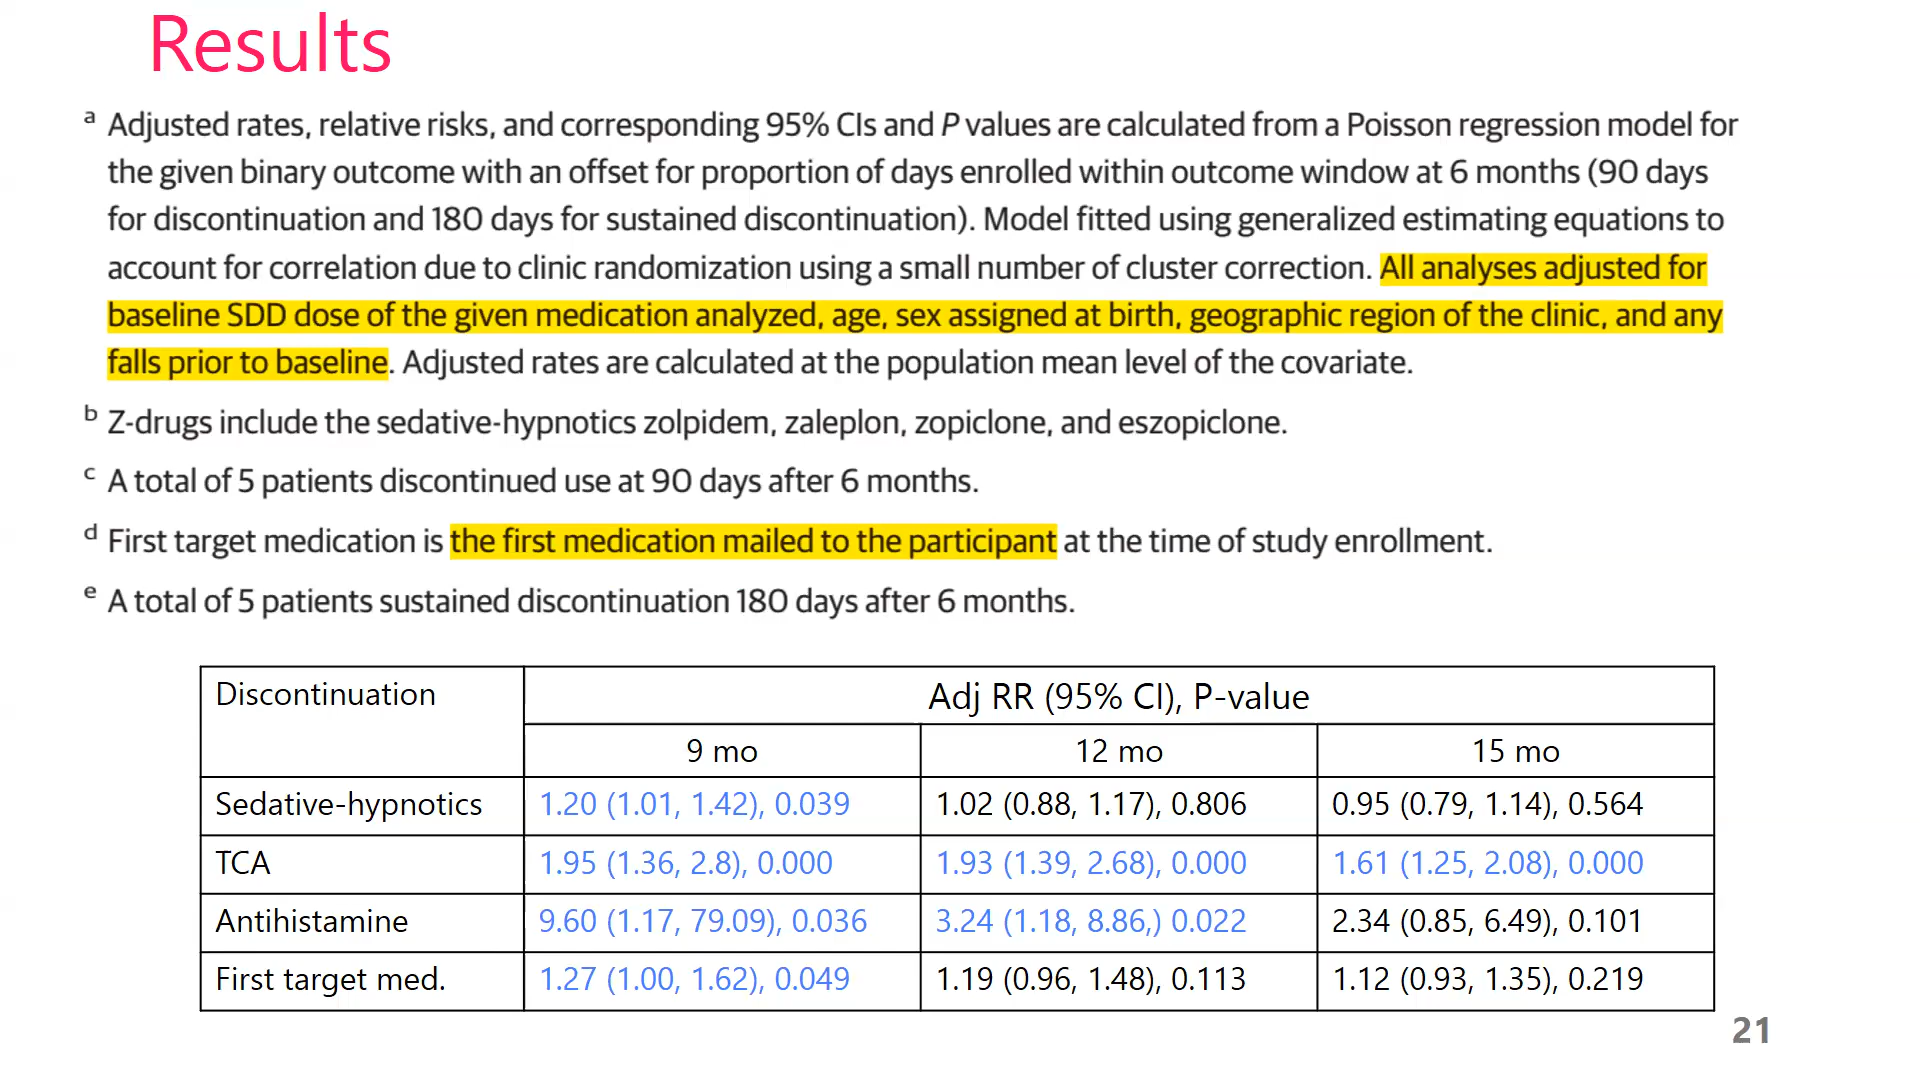 Results
a Adjusted rates, relative risks, and corresponding 95% CIs and P values are calculated from a Poisson regression model for
the given binary outcome with an offset for proportion of days enrolled within outcome window at 6 months (90 days
for discontinuation and 180 days for sustained discontinuation). Model fitted using generalized estimating equations to
account for correlation due to clinic randomization using a small number of cluster correction. All analyses adjusted for
baseline SDD dose of the given medication analyzed, age, sex assigned at birth, geographic region of the clinic, and any
falls prior to baseline. Adjusted rates are calculated at the population mean level of the covariate.
b Z-drugs include the sedative-hypnotics zolpidem, zaleplon, zopiclone, and eszopiclone.
c A total of 5 patients discontinued use at 90 days after 6 months.
d First target medication is the first medication mailed to the participant at the time of study enrollment.
e A total of 5 patients sustained discontinuation 180 days after 6 months.
Discontinuation Adj RR (95% CI), P-value
9 mo 12 mo 15 mo
Sedative-hypnotics 1.20 (1.01, 1.42), 0.039 1.02 (0.88, 1.17), 0.806 0.95 (0.79, 1.14), 0.564
TCA 1.95 (1.36, 2.8), 0.000 1.93 (1.39, 2.68), 0.000 1.61 (1.25, 2.08), 0.000
Antihistamine 9.60 (1.17, 79.09), 0.036 3.24 (1.18, 8.86,) 0.022 2.34 (0.85, 6.49), 0.101
First target med. 1.27 (1.00, 1.62), 0.049 1.19 (0.96, 1.48), 0.113 1.12 (0.93, 1.35), 0.219
21